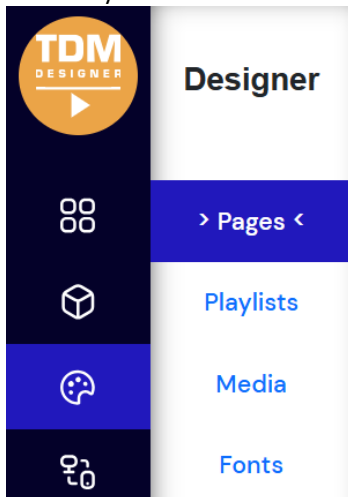 TDM
DESIGNER
Designer
> Pages <
Playlists
Media
Fonts